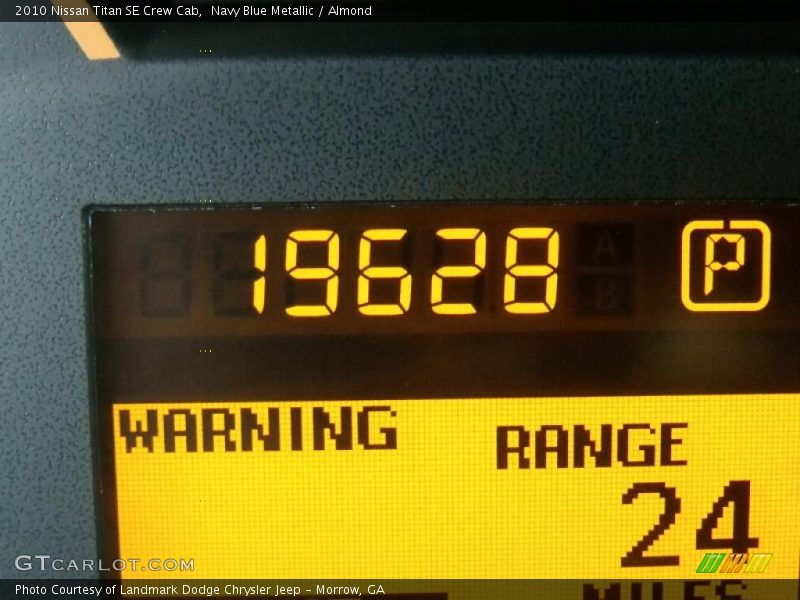 2010 Nissan Titan SE Crew Cab,  Navy Blue Metallic / Almond
19628 P
WARNING
RANGE
24
MILES
GTCARLOT.COM
Photo Courtesy of Landmark Dodge Chrysler Jeep - Morrow, GA